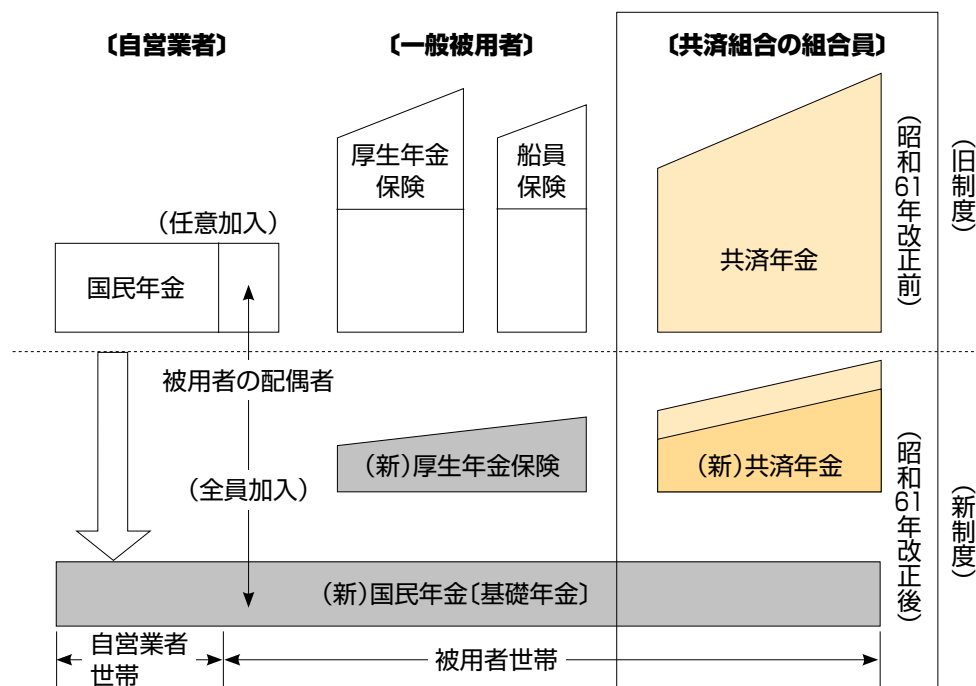 〔自営業者〕
〔一般被用者〕
〔共済組合の組合員〕
厚生年金
保険
船員
保険
(任意加入)
国民年金
共済年金
(昭和61年改正前)
(旧制度)
被用者の配偶者
(全員加入)
(新)厚生年金保険
(新)共済年金
(新)国民年金〔基礎年金〕
(昭和61年改正後)
(新制度)
自営業者
世帯
被用者世帯